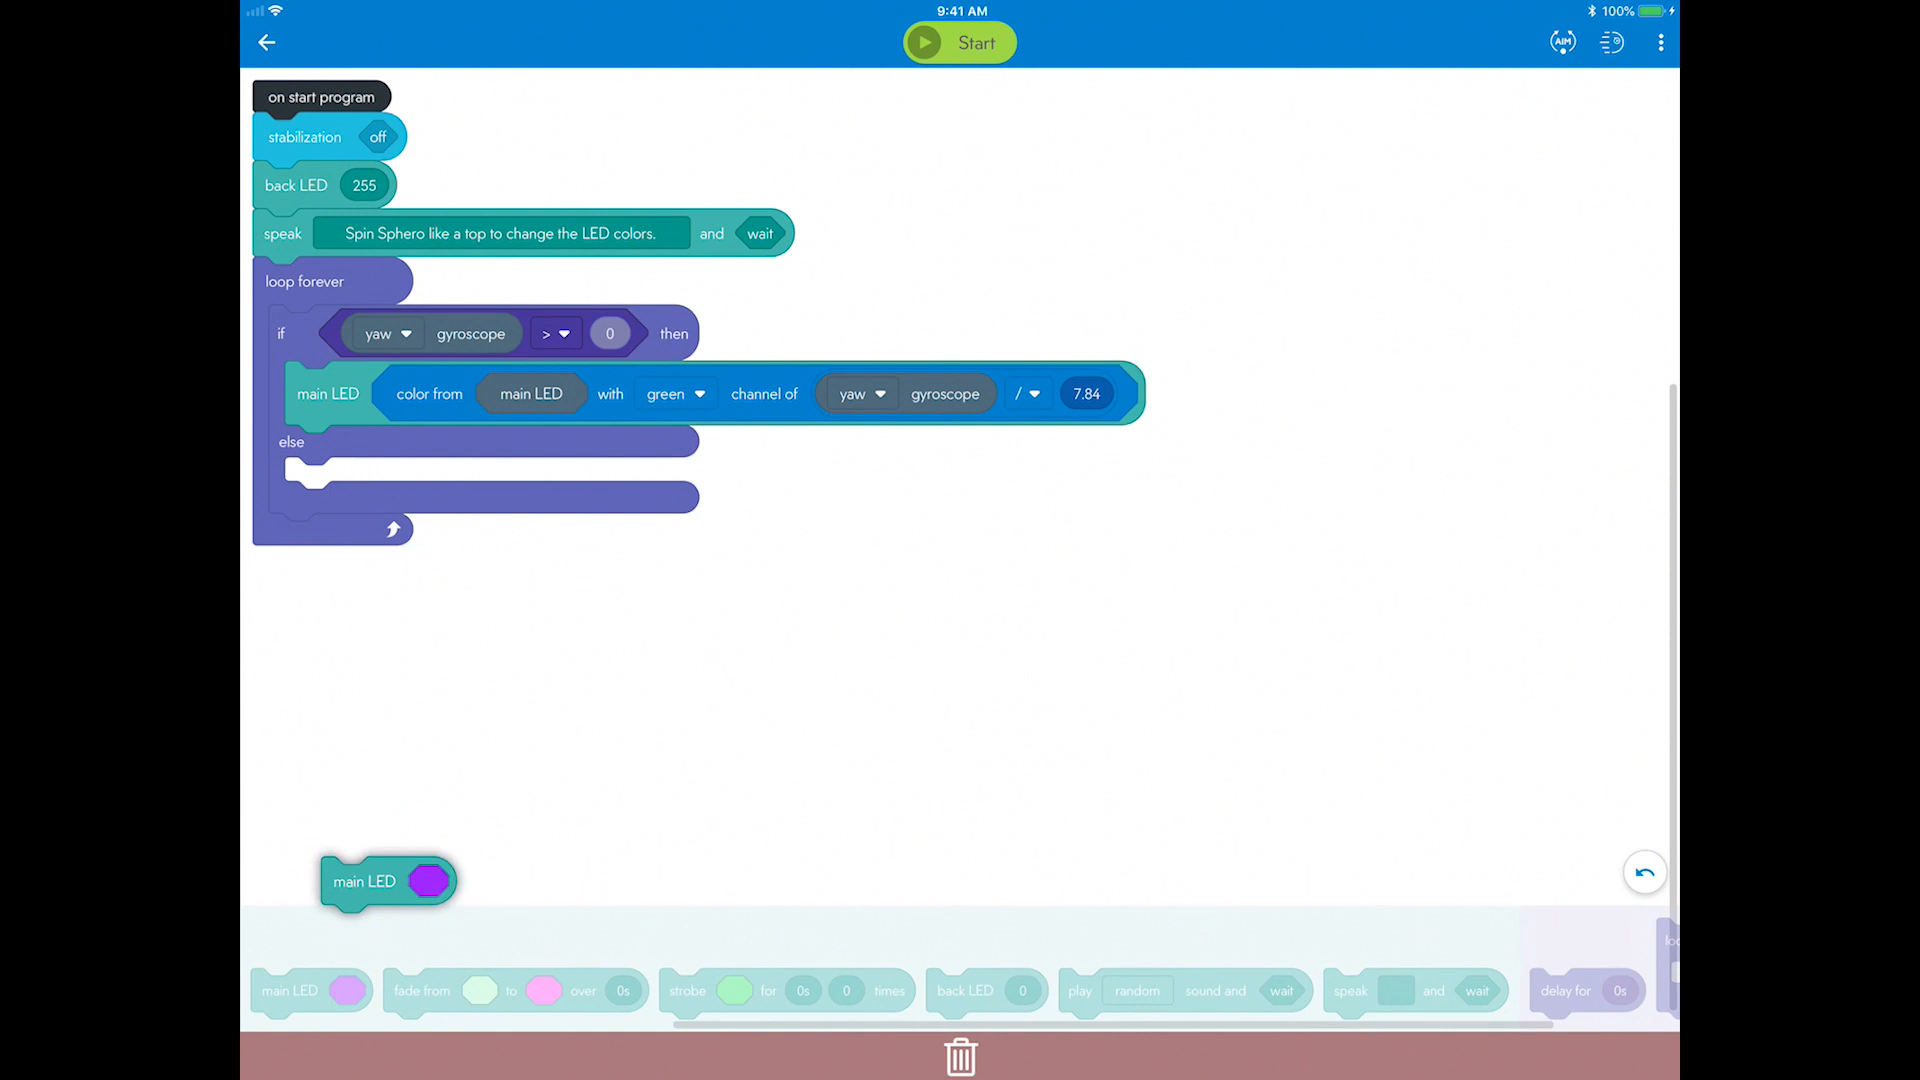 9:41 AM
100%
Start
AIM
on start program
stabilization off
back LED 255
speak Spin Sphero like a top to change the LED colors. and wait
loop forever
if yaw gyroscope > 0 then
main LED color from main LED with green channel of yaw gyroscope / 7.84
else
main LED
loo
main LED fade from to over 0s strobe for 0s 0 times back LED 0 play random sound and wait speak and wait delay for 0s